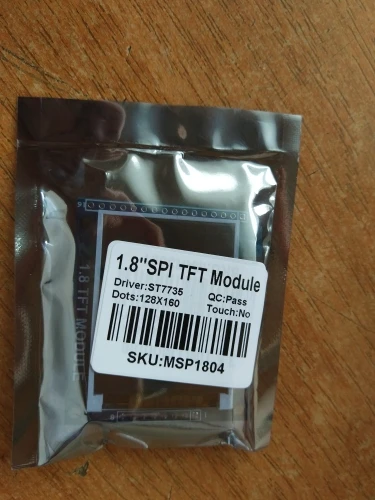 1.8"SPI TFT Module
Driver:ST7735 QC:Pass
Dots:128X160 Touch:No
SKU:MSP1804
1.8 TFT MODULE